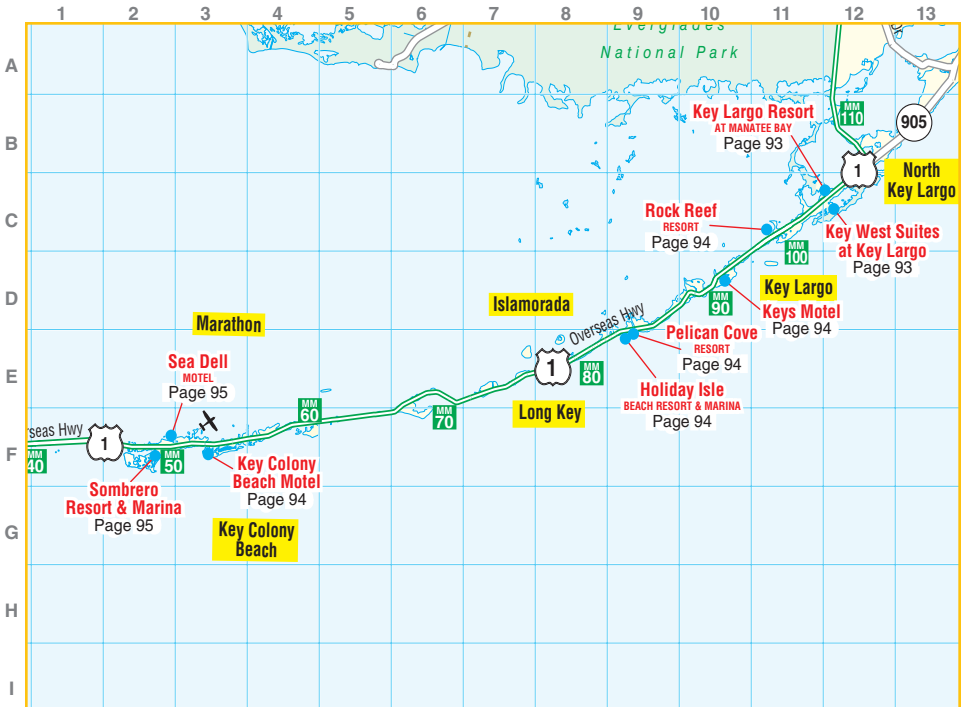 1 2 3 4 5 6 7 8 9 10 11 12 13
A
B
C
D
E
F
G
H
I
Everglades
National Park
MM
110
905
Key Largo Resort
AT MANATEE BAY
Page 93
1
North
Key Largo
Rock Reef
RESORT
Page 94
Key West Suites
at Key Largo
Page 93
MM
100
Key Largo
MM
90
Keys Motel
Page 94
Islamorada
Overseas Hwy
Marathon
Pelican Cove
RESORT
Page 94
Sea Dell
MOTEL
Page 95
1
MM
80
Holiday Isle
BEACH RESORT & MARINA
Page 94
Long Key
MM
60
MM
70
rseas Hwy
1
MM
40
MM
50
Key Colony
Beach Motel
Page 94
Sombrero
Resort & Marina
Page 95
Key Colony
Beach